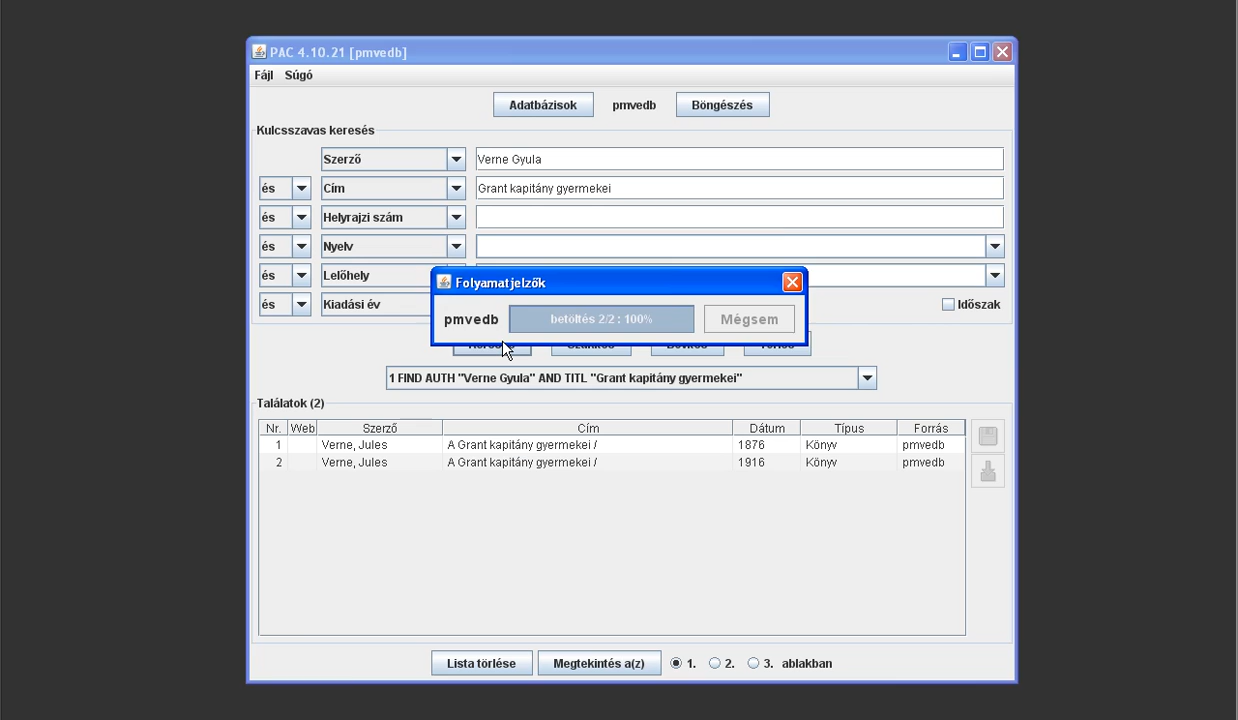 PAC 4.10.21 [pmvedb]
Fájl Súgó
Adatbázisok pmvedb Böngészés
Kulcsszavas keresés
Szerző Verne Gyula
és Cím Grant kapitány gyermekei
és Helyrajzi szám
és Nyelv
és Lelőhely
és Kiadási év Időszak
Folyamatjelzők
pmvedb betöltés 2/2 : 100% Mégsem
1 FIND AUTH "Verne Gyula" AND TITL "Grant kapitány gyermekei"
Találatok (2)
Nr. Web Szerző Cím Dátum Típus Forrás
1 Verne, Jules A Grant kapitány gyermekei / 1876 Könyv pmvedb
2 Verne, Jules A Grant kapitány gyermekei / 1916 Könyv pmvedb
Lista törlése Megtekintés a(z) 1. 2. 3. ablakban